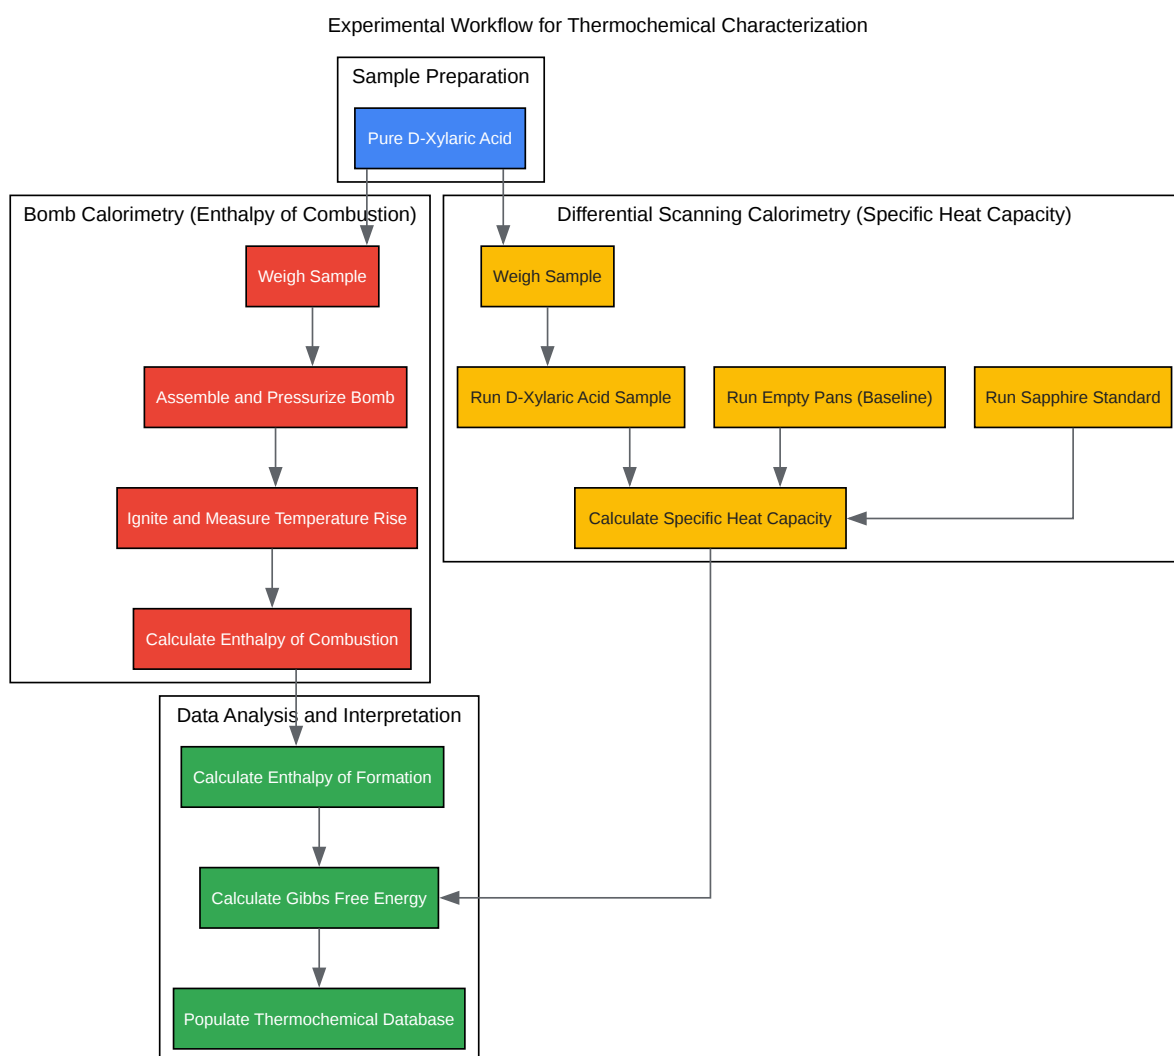 Experimental Workflow for Thermochemical Characterization
Sample Preparation
Pure D-Xylaric Acid
Bomb Calorimetry (Enthalpy of Combustion)
Weigh Sample
Assemble and Pressurize Bomb
Ignite and Measure Temperature Rise
Calculate Enthalpy of Combustion
Differential Scanning Calorimetry (Specific Heat Capacity)
Weigh Sample
Run D-Xylaric Acid Sample
Run Empty Pans (Baseline)
Run Sapphire Standard
Calculate Specific Heat Capacity
Data Analysis and Interpretation
Calculate Enthalpy of Formation
Calculate Gibbs Free Energy
Populate Thermochemical Database